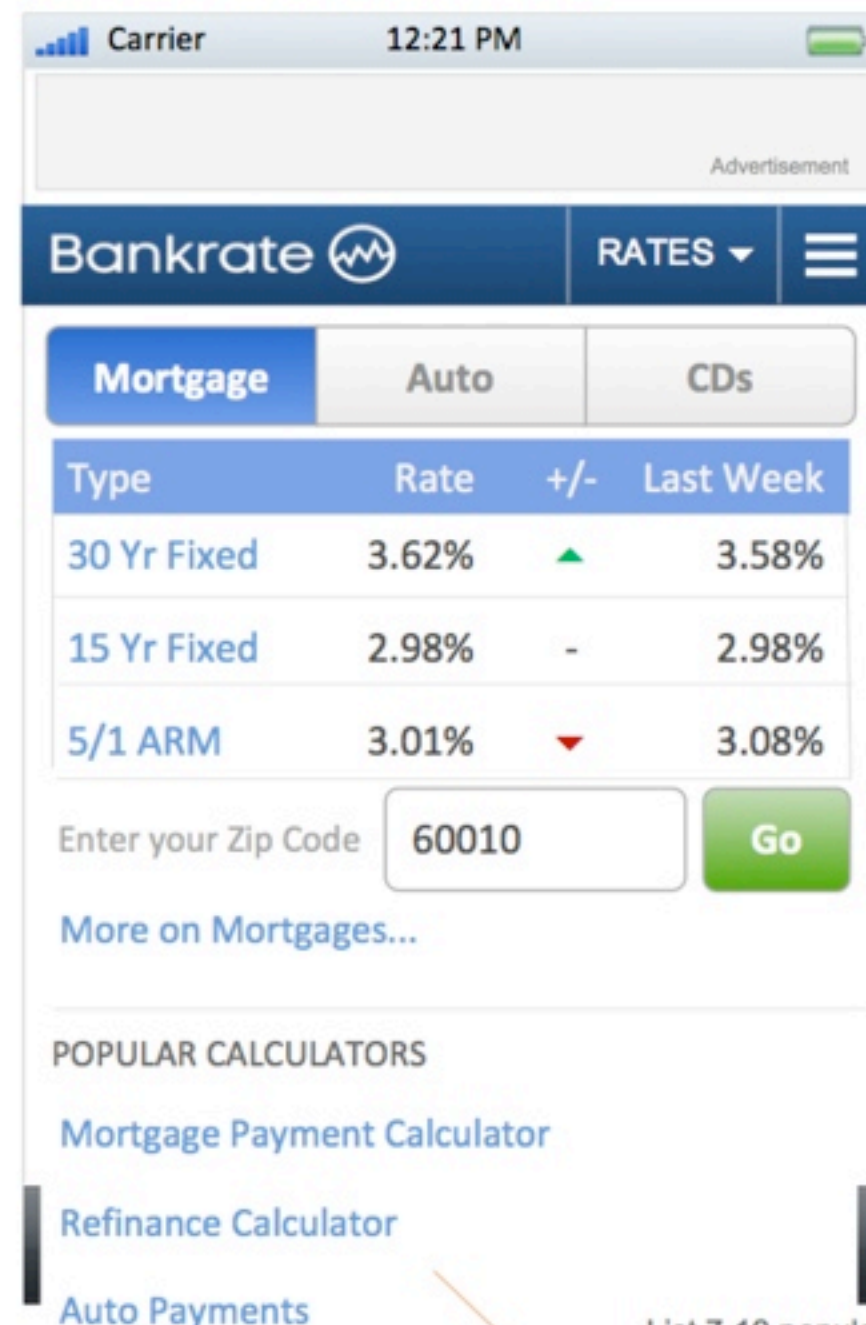 Carrier 12:21 PM
Advertisement
Bankrate RATES
Mortgage Auto CDs
Type Rate +/- Last Week
30 Yr Fixed 3.62% 3.58%
15 Yr Fixed 2.98% - 2.98%
5/1 ARM 3.01% 3.08%
Enter your Zip Code 60010 Go
More on Mortgages...
POPULAR CALCULATORS
Mortgage Payment Calculator
Refinance Calculator
Auto Payments